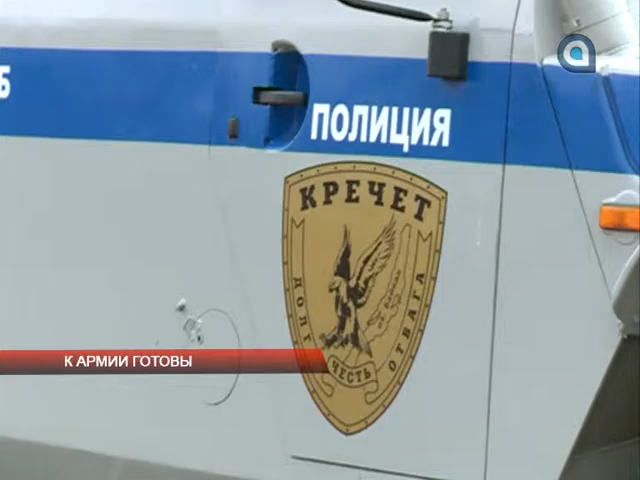 Б
ПОЛИЦИЯ
КРЕЧЕТ
ДОЛГ
ЧЕСТЬ
ОТВАГА
К АРМИИ ГОТОВЫ